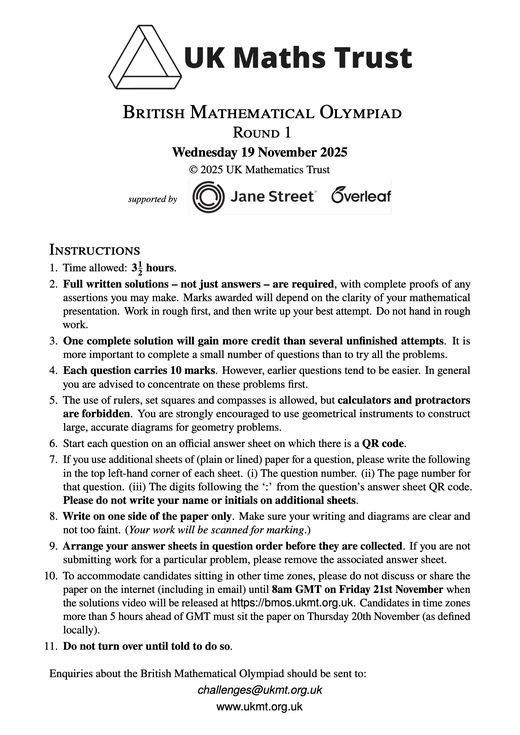 UK Maths Trust
British Mathematical Olympiad
Round 1
Wednesday 19 November 2025
© 2025 UK Mathematics Trust
supported by Jane Street® Overleaf
Instructions
1. Time allowed: 3½ hours.
2. Full written solutions – not just answers – are required, with complete proofs of any
assertions you may make. Marks awarded will depend on the clarity of your mathematical
presentation. Work in rough first, and then write up your best attempt. Do not hand in rough
work.
3. One complete solution will gain more credit than several unfinished attempts. It is
more important to complete a small number of questions than to try all the problems.
4. Each question carries 10 marks. However, earlier questions tend to be easier. In general
you are advised to concentrate on these problems first.
5. The use of rulers, set squares and compasses is allowed, but calculators and protractors
are forbidden. You are strongly encouraged to use geometrical instruments to construct
large, accurate diagrams for geometry problems.
6. Start each question on an official answer sheet on which there is a QR code.
7. If you use additional sheets of (plain or lined) paper for a question, please write the following
in the top left-hand corner of each sheet. (i) The question number. (ii) The page number for
that question. (iii) The digits following the ‘:’ from the question’s answer sheet QR code.
Please do not write your name or initials on additional sheets.
8. Write on one side of the paper only. Make sure your writing and diagrams are clear and
not too faint. (Your work will be scanned for marking.)
9. Arrange your answer sheets in question order before they are collected. If you are not
submitting work for a particular problem, please remove the associated answer sheet.
10. To accommodate candidates sitting in other time zones, please do not discuss or share the
paper on the internet (including in email) until 8am GMT on Friday 21st November when
the solutions video will be released at https://bmos.ukmt.org.uk. Candidates in time zones
more than 5 hours ahead of GMT must sit the paper on Thursday 20th November (as defined
locally).
11. Do not turn over until told to do so.
Enquiries about the British Mathematical Olympiad should be sent to:
challenges@ukmt.org.uk
www.ukmt.org.uk